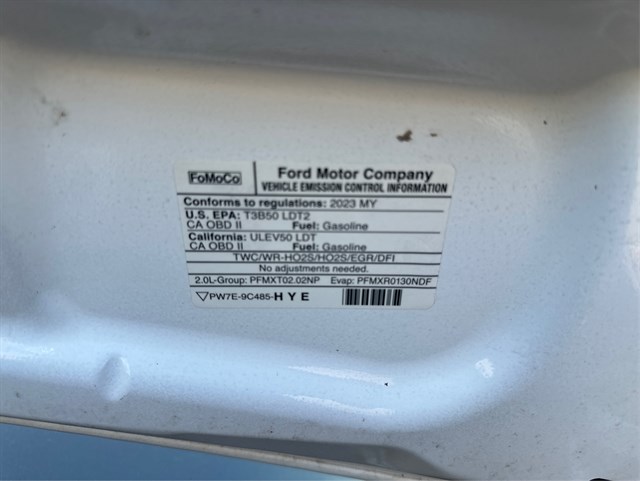 FoMoCo
Ford Motor Company
VEHICLE EMISSION CONTROL INFORMATION
Conforms to regulations: 2023 MY
U.S. EPA: T3B50 LDT2
CA OBD II Fuel: Gasoline
California: ULEV50 LDT
CA OBD II Fuel: Gasoline
TWC/WR-HO2S/HO2S/EGR/DFI
No adjustments needed.
2.0L-Group: PFMXT02.02NP Evap: PFMXR0130NDF
PW7E-9C485-HYE